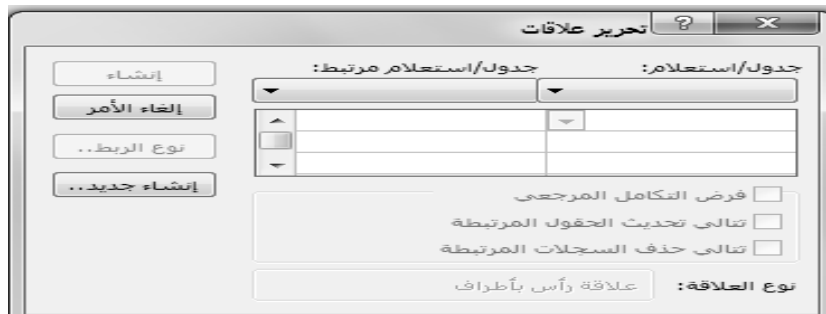 تحرير علاقات
جدول/استعلام: جدول/استعلام مرتبط:
إنشاء
إلغاء الأمر
نوع الربط..
إنشاء جديد..
فرض التكامل المرجعي
تتالي تحديث الحقول المرتبطة
تتالي حذف السجلات المرتبطة
نوع العلاقة: علاقة رأس بأطراف